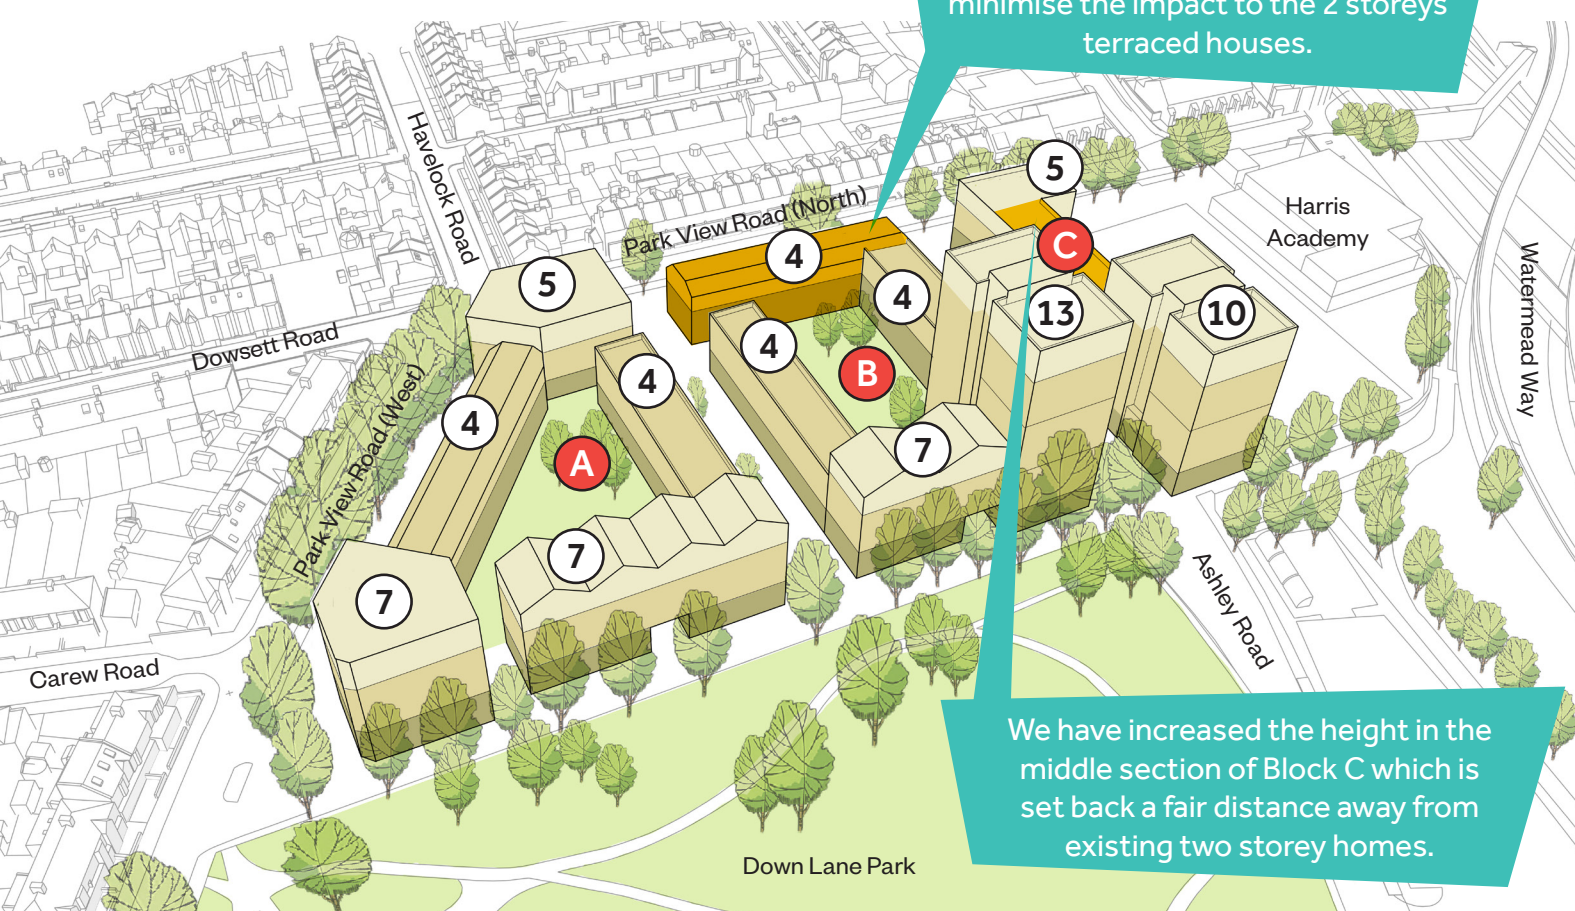 minimise the impact to the 2 storeys
terraced houses.
Havelock Road
Park View Road (North)
5
C
Harris
Academy
Watermead Way
5
4
4
13
10
Dowsett Road
4
4
B
Park View Road (West)
4
A
7
7
7
Ashley Road
Carew Road
We have increased the height in the
middle section of Block C which is
set back a fair distance away from
existing two storey homes.
Down Lane Park